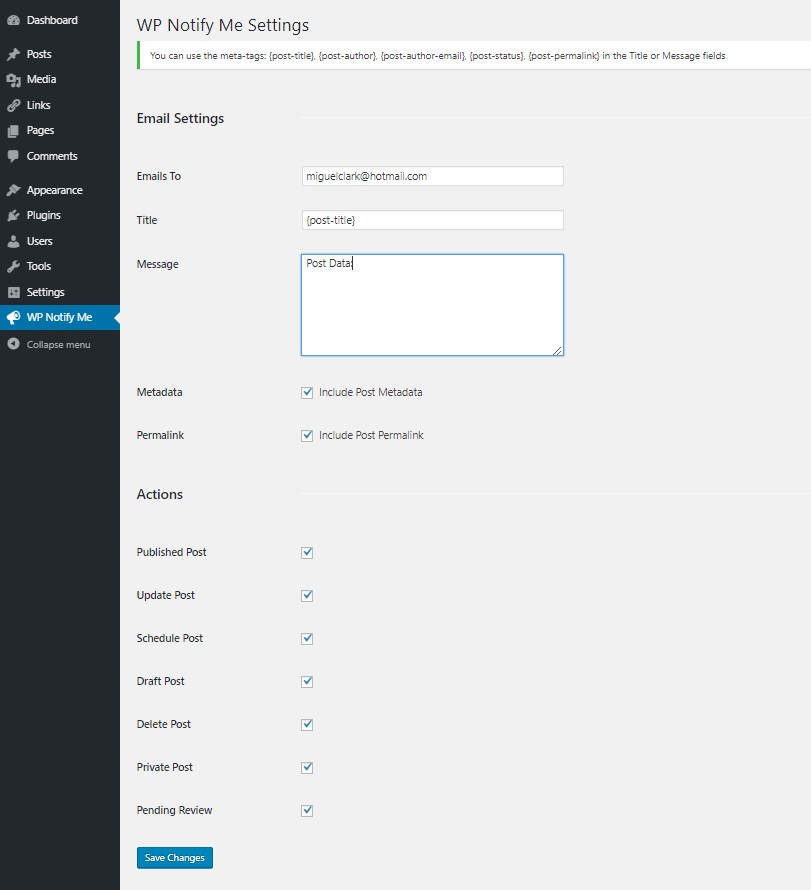 Dashboard
Posts
Media
Links
Pages
Comments
Appearance
Plugins
Users
Tools
Settings
WP Notify Me
Collapse menu
WP Notify Me Settings
You can use the meta-tags: {post-title}, {post-author}, {post-author-email}, {post-status}, {post-permalink} in the Title or Message fields
Email Settings
Emails To miguelclark@hotmail.com
Title {post-title}
Message Post Data:
Metadata Include Post Metadata
Permalink Include Post Permalink
Actions
Published Post
Update Post
Schedule Post
Draft Post
Delete Post
Private Post
Pending Review
Save Changes